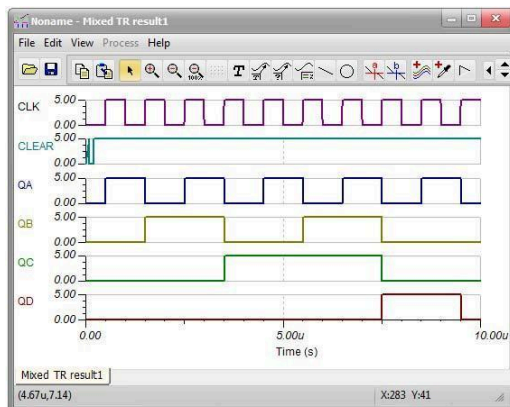 Noname - Mixed TR result1
File Edit View Process Help
T
a b
CLK 5.00
0.00
CLEAR 5.00
0.00
QA 5.00
0.00
QB 5.00
0.00
QC 5.00
0.00
QD 5.00
0.00
0.00 5.00u 10.00u
Time (s)
Mixed TR result1
(4.67u,7.14) X:283 Y:41